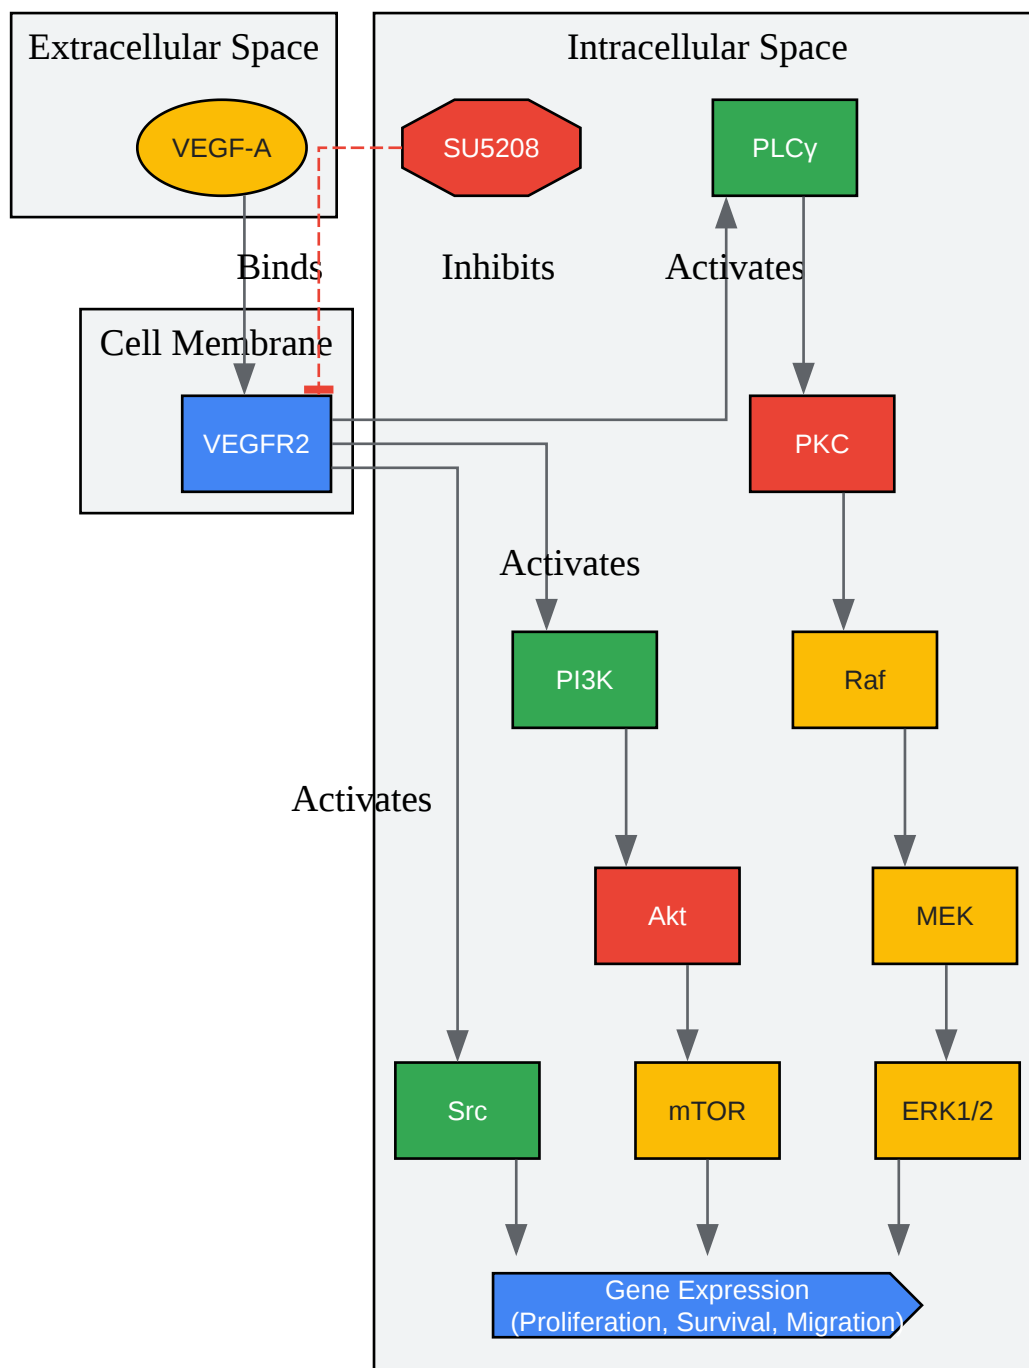 Extracellular Space
Intracellular Space
VEGF-A
SU5208
PLCγ
Binds
Inhibits
Activates
Cell Membrane
VEGFR2
PKC
Activates
PI3K
Raf
Activates
Akt
MEK
Src
mTOR
ERK1/2
Gene Expression
(Proliferation, Survival, Migration)